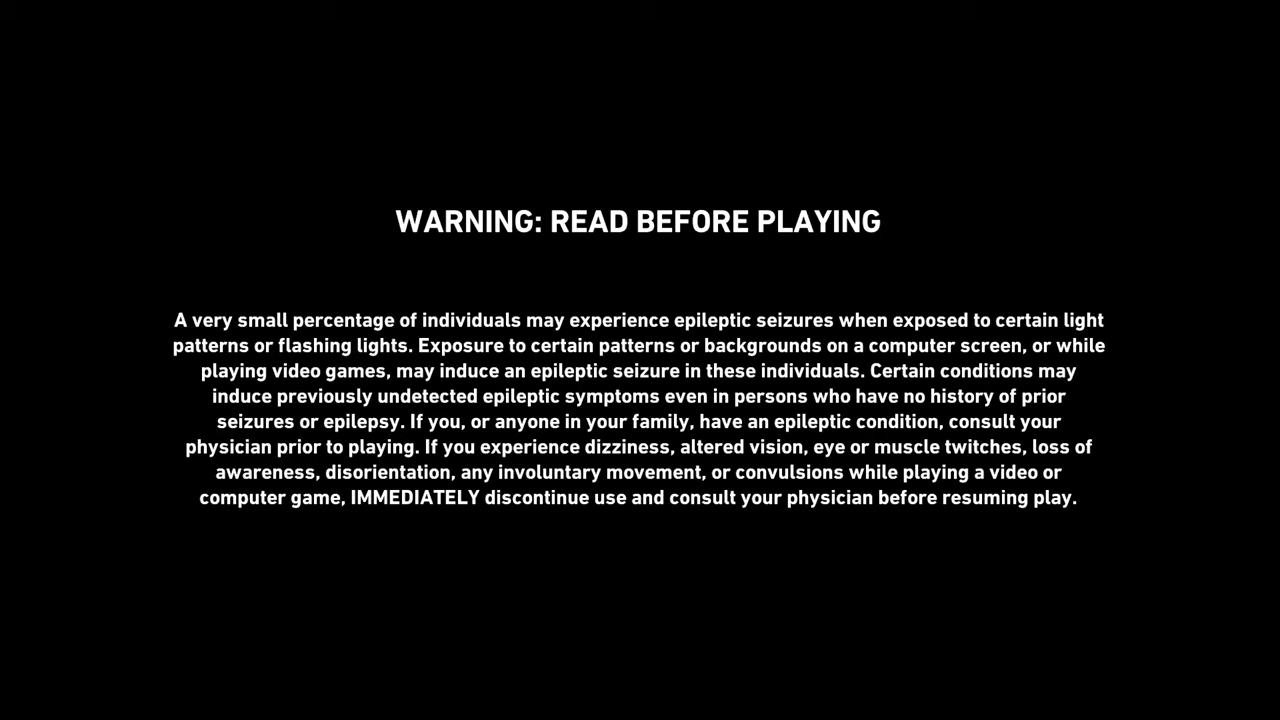 WARNING: READ BEFORE PLAYING
A very small percentage of individuals may experience epileptic seizures when exposed to certain light
patterns or flashing lights. Exposure to certain patterns or backgrounds on a computer screen, or while
playing video games, may induce an epileptic seizure in these individuals. Certain conditions may
induce previously undetected epileptic symptoms even in persons who have no history of prior
seizures or epilepsy. If you, or anyone in your family, have an epileptic condition, consult your
physician prior to playing. If you experience dizziness, altered vision, eye or muscle twitches, loss of
awareness, disorientation, any involuntary movement, or convulsions while playing a video or
computer game, IMMEDIATELY discontinue use and consult your physician before resuming play.